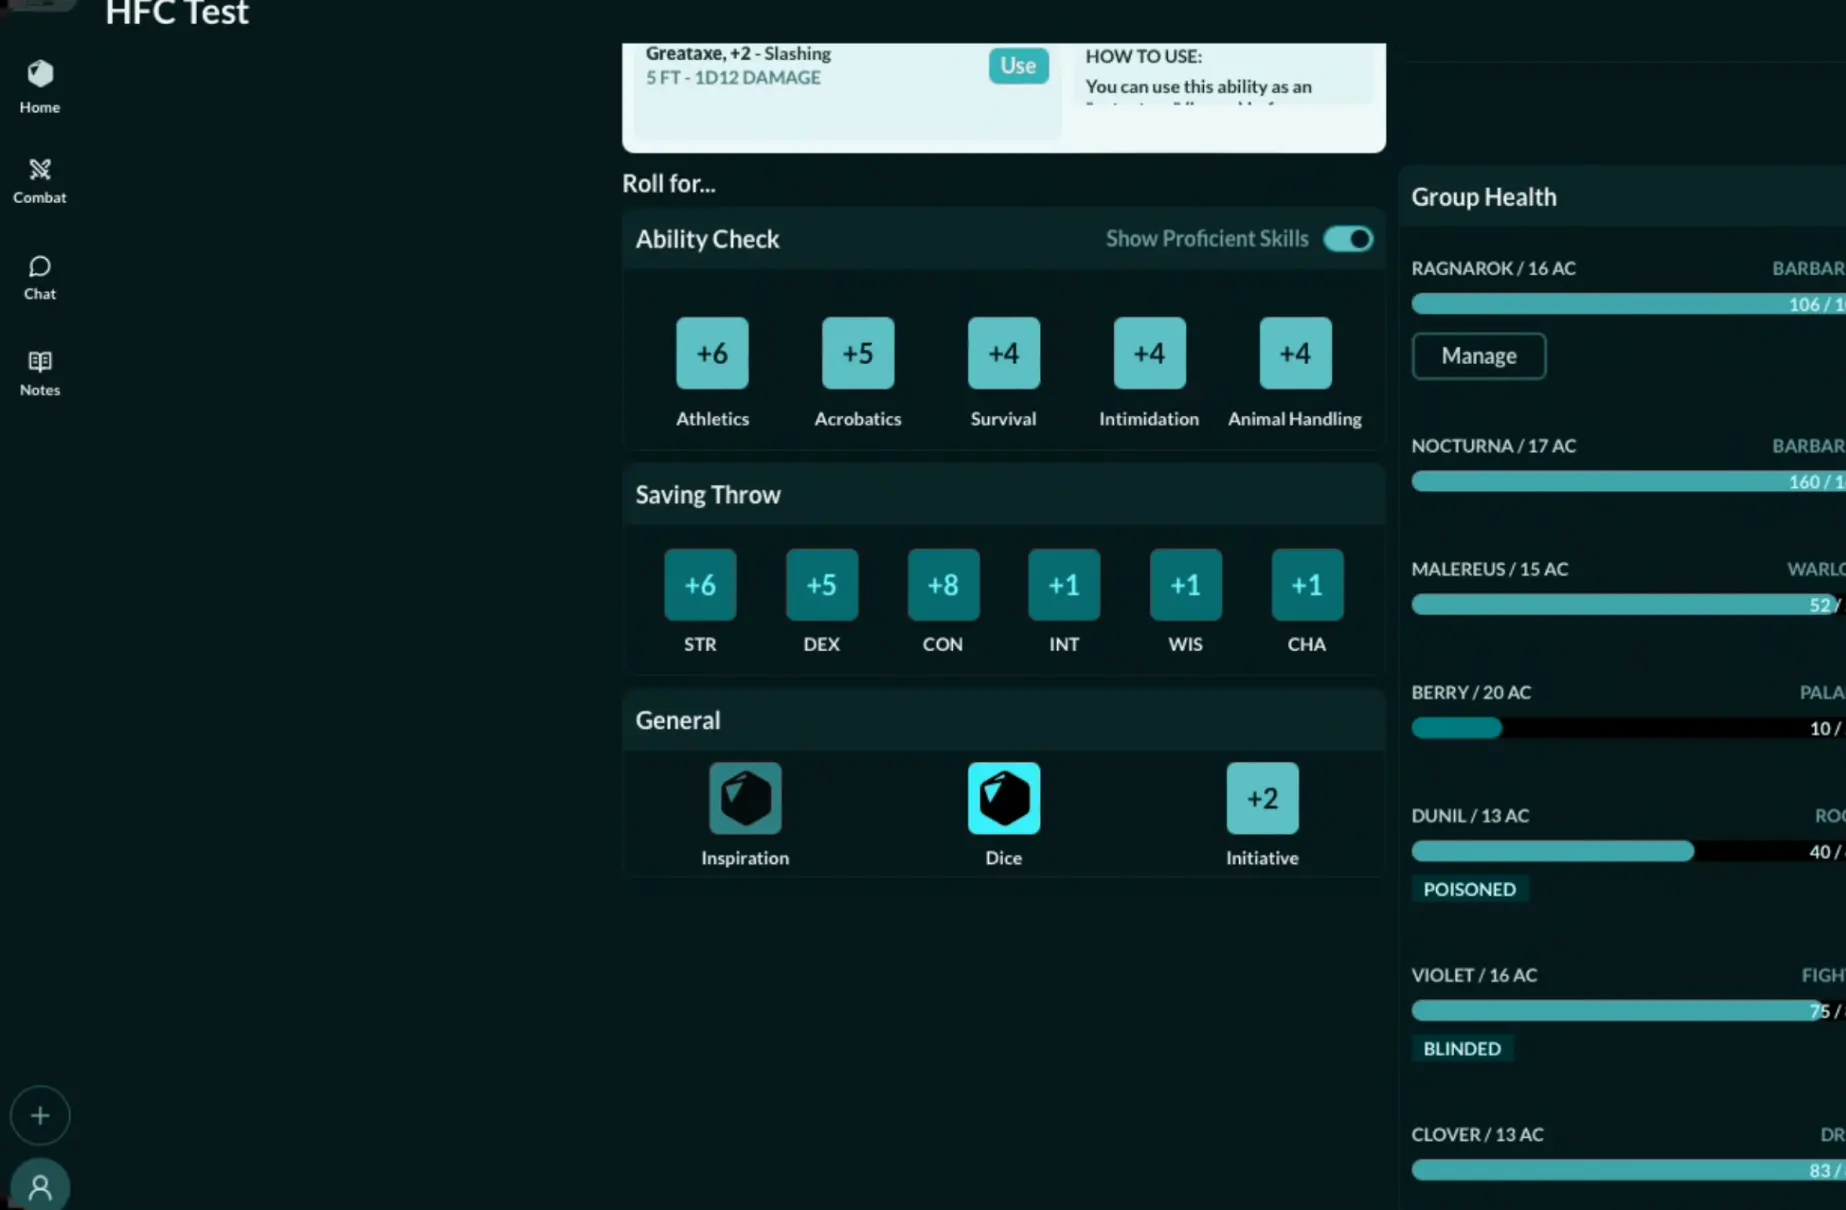 HFC Test
Home
Combat
Chat
Notes
Greataxe, +2 - Slashing
5 FT - 1D12 DAMAGE
Use
HOW TO USE:
You can use this ability as an
Roll for...
Ability Check
Show Proficient Skills
+6
+5
+4
+4
+4
Athletics
Acrobatics
Survival
Intimidation
Animal Handling
Saving Throw
+6
+5
+8
+1
+1
+1
STR
DEX
CON
INT
WIS
CHA
General
+2
Inspiration
Dice
Initiative
Group Health
RAGNAROK / 16 AC
BARBAR
106 / 1
Manage
NOCTURNA / 17 AC
BARBAR
160 / 1
MALEREUS / 15 AC
WARLO
52 /
BERRY / 20 AC
PALA
10 /
DUNIL / 13 AC
ROG
40 /
POISONED
VIOLET / 16 AC
FIGH
75 /
BLINDED
CLOVER / 13 AC
DR
83 /